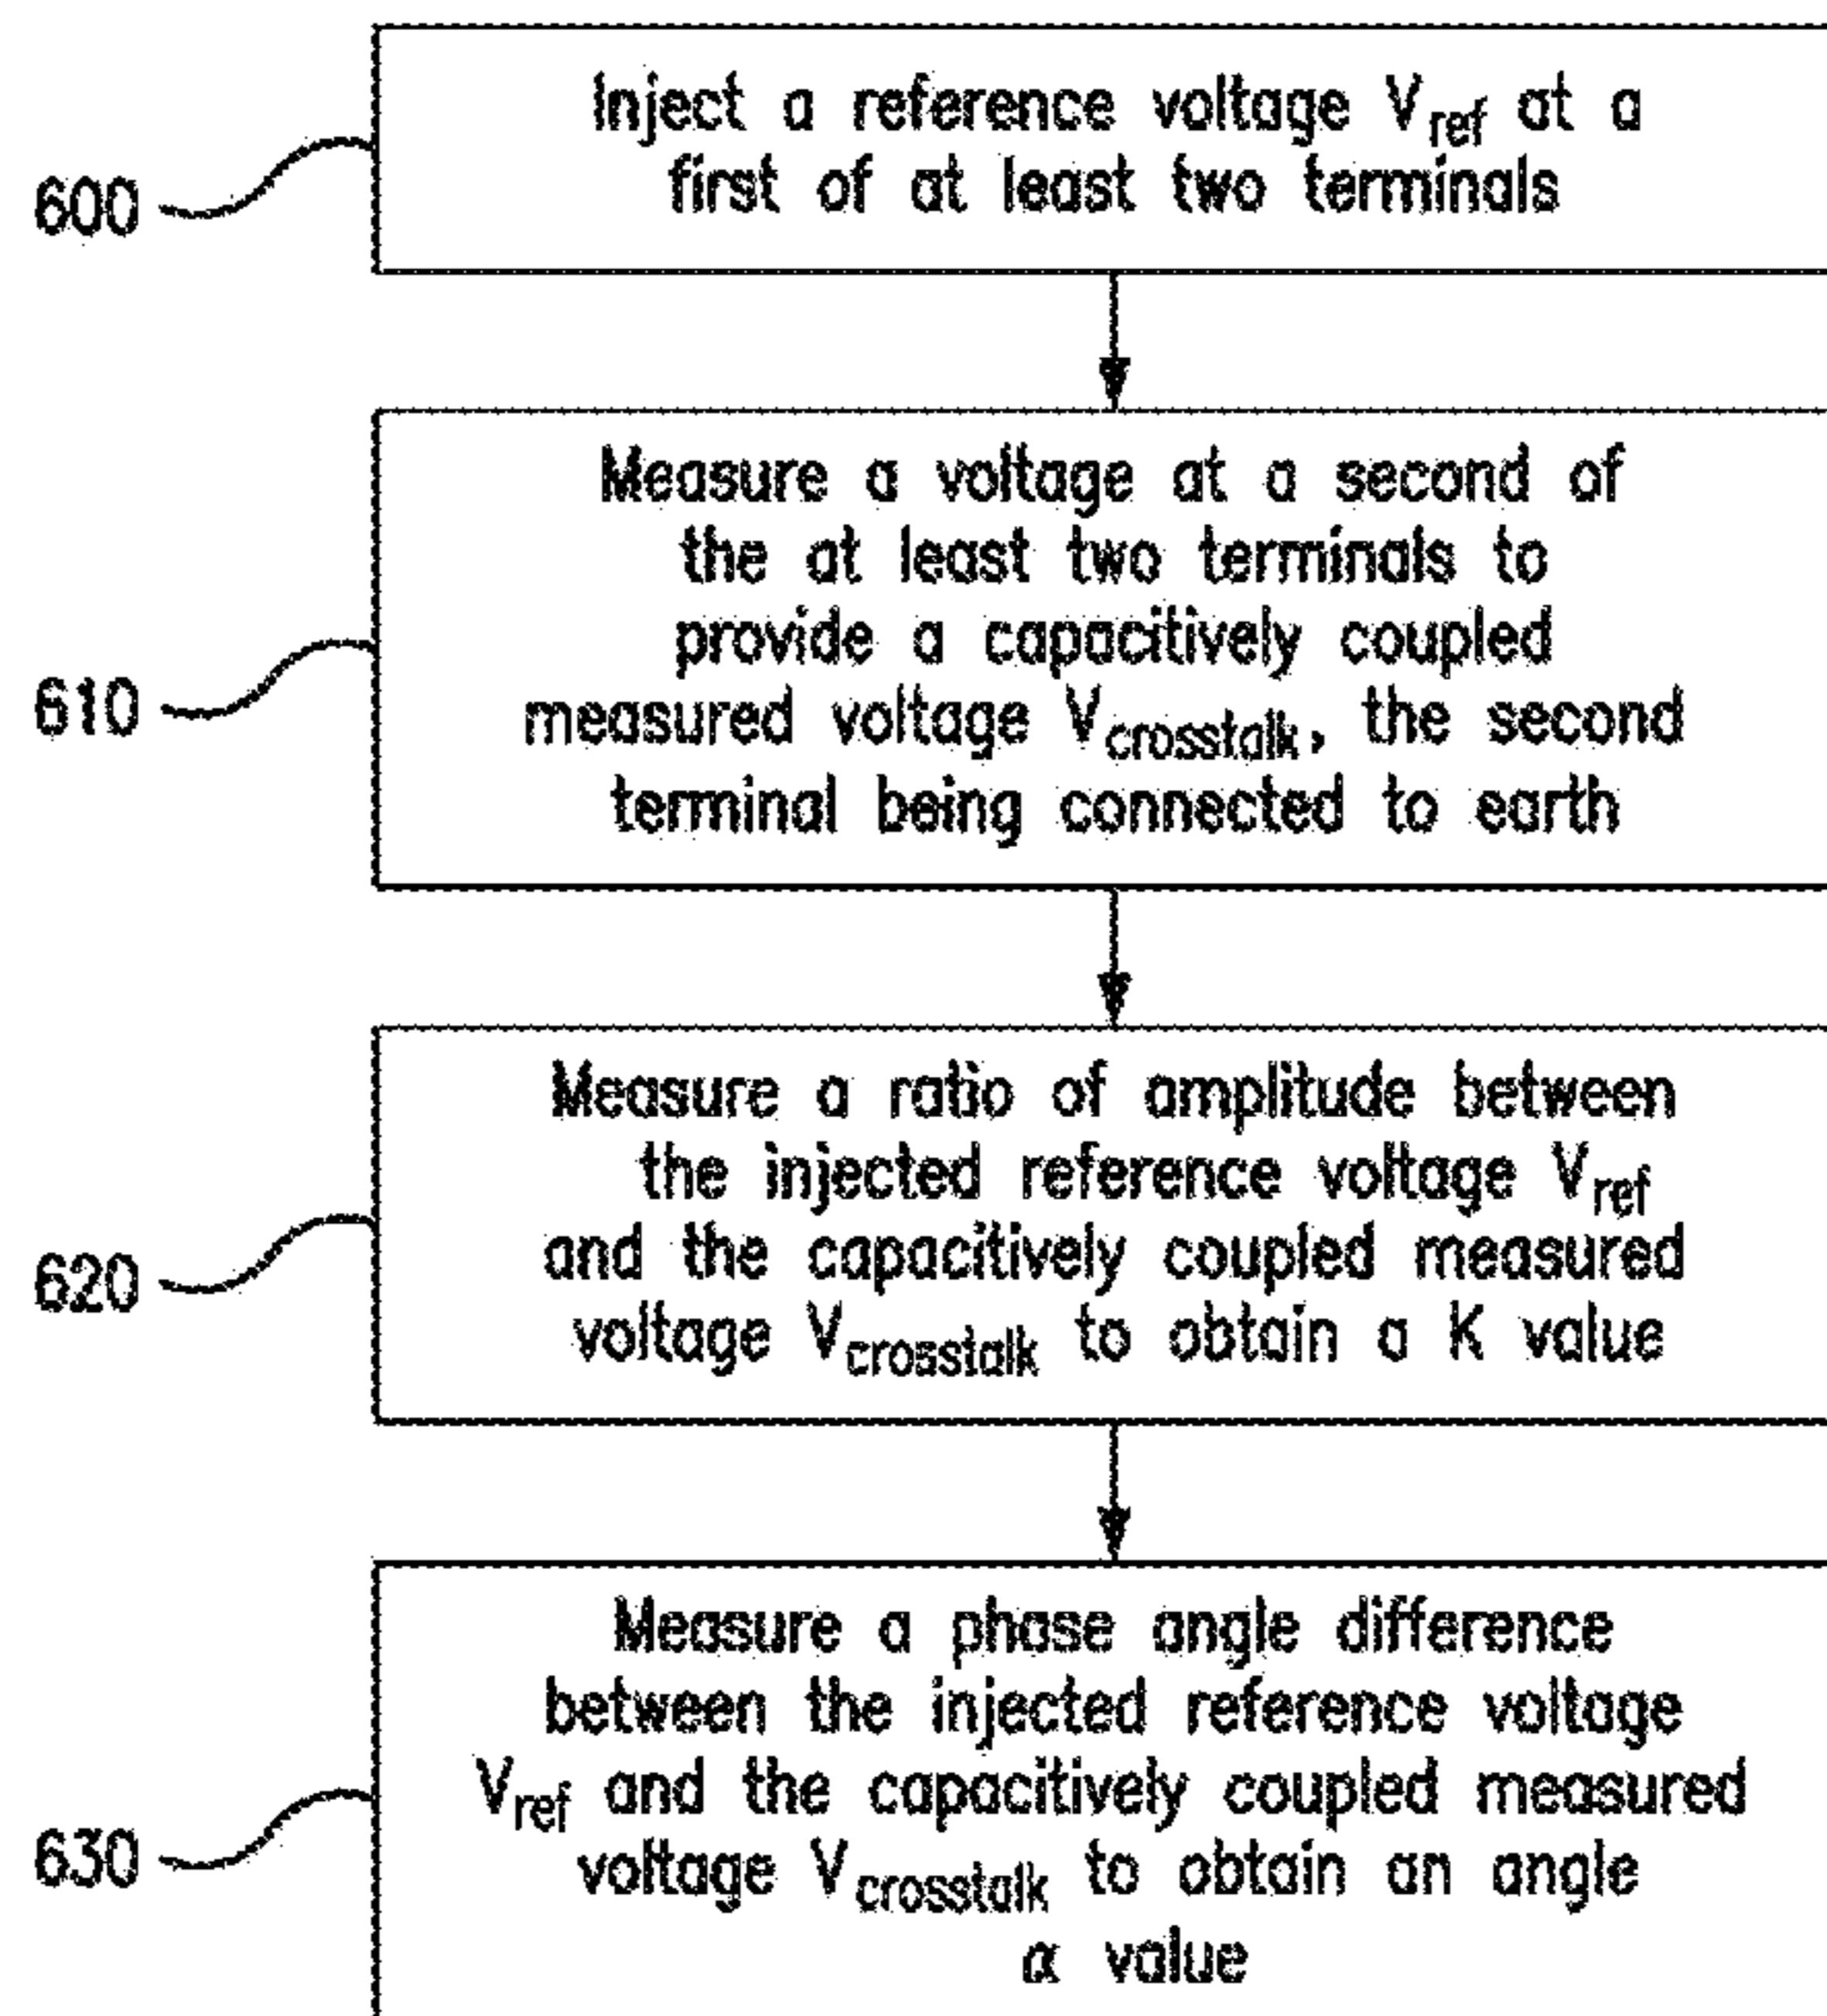 600
Inject a reference voltage Vref at a
first of at least two terminals
610
Measure a voltage at a second of
the at least two terminals to
provide a capacitively coupled
measured voltage Vcrosstalk, the second
terminal being connected to earth
620
Measure a ratio of amplitude between
the injected reference voltage Vref
and the capacitively coupled measured
voltage Vcrosstalk to obtain a K value
630
Measure a phase angle difference
between the injected reference voltage
Vref and the capacitively coupled measured
voltage Vcrosstalk to obtain an angle
α value